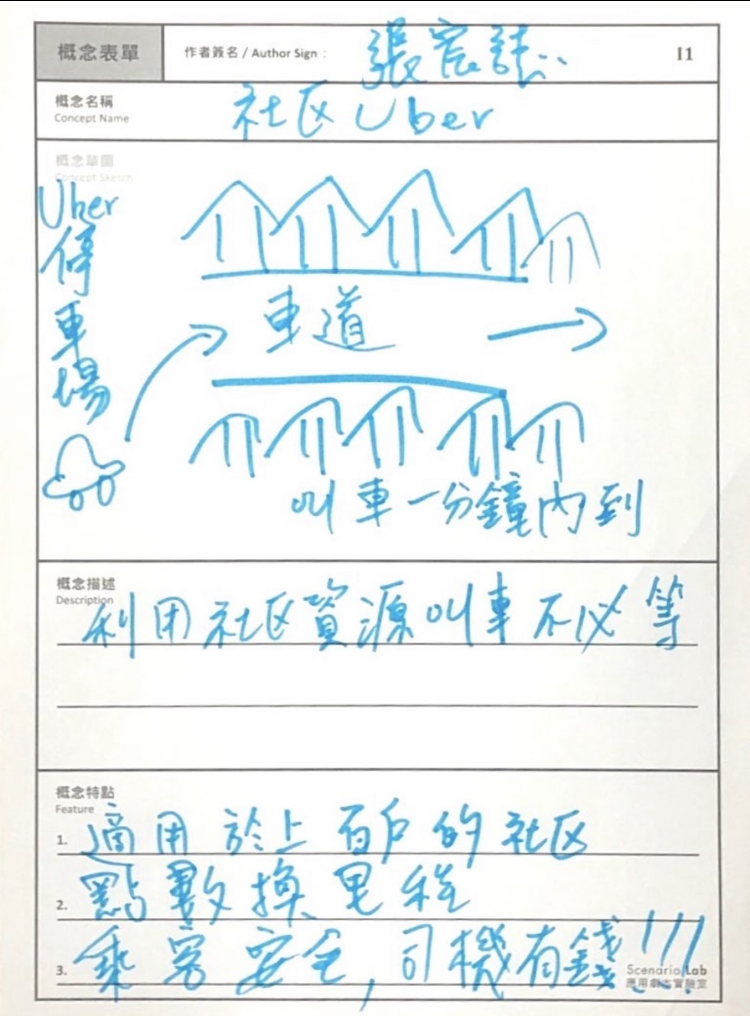 概念表單
作者簽名 / Author Sign :
張宸誌
I1
概念名稱
Concept Name
社区 Uber
概念草圖
Concept Sketch
Uber
停
車
場
車道
叫車一分鐘內到
概念描述
Description
利用社区資源叫車不必等
概念特點
Feature
1. 適用於上百戶的社区
2. 點數換里程
3. 乘客安全,司機有錢!!!
Scenario Lab
應用劇本實驗室